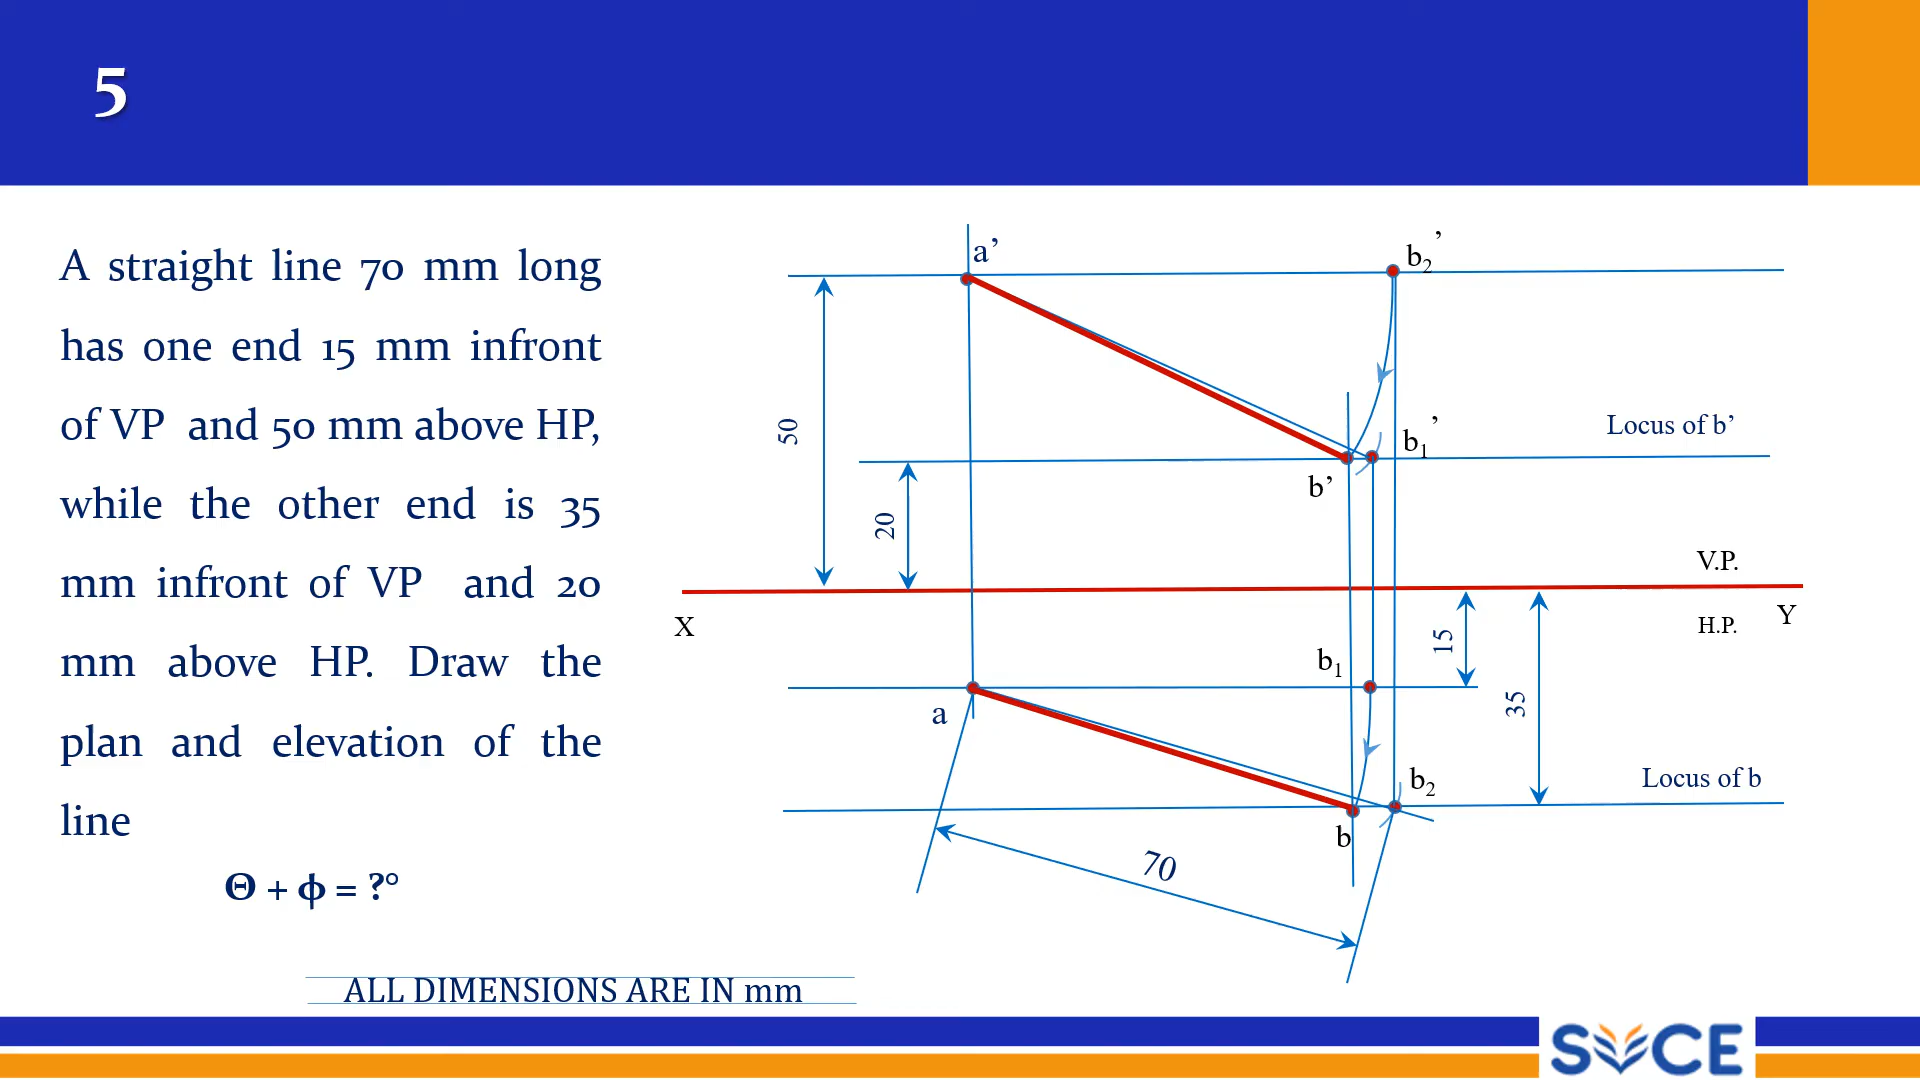 5
A straight line 70 mm long
has one end 15 mm infront
of VP and 50 mm above HP,
while the other end is 35
mm infront of VP and 20
mm above HP. Draw the
plan and elevation of the
line
Θ + ϕ = ?°
ALL DIMENSIONS ARE IN mm
a’
b₂’
50
Locus of b’
b₁’
b’
20
V.P.
X
Y
H.P.
15
b₁
35
a
b₂
Locus of b
b
70
SVCE